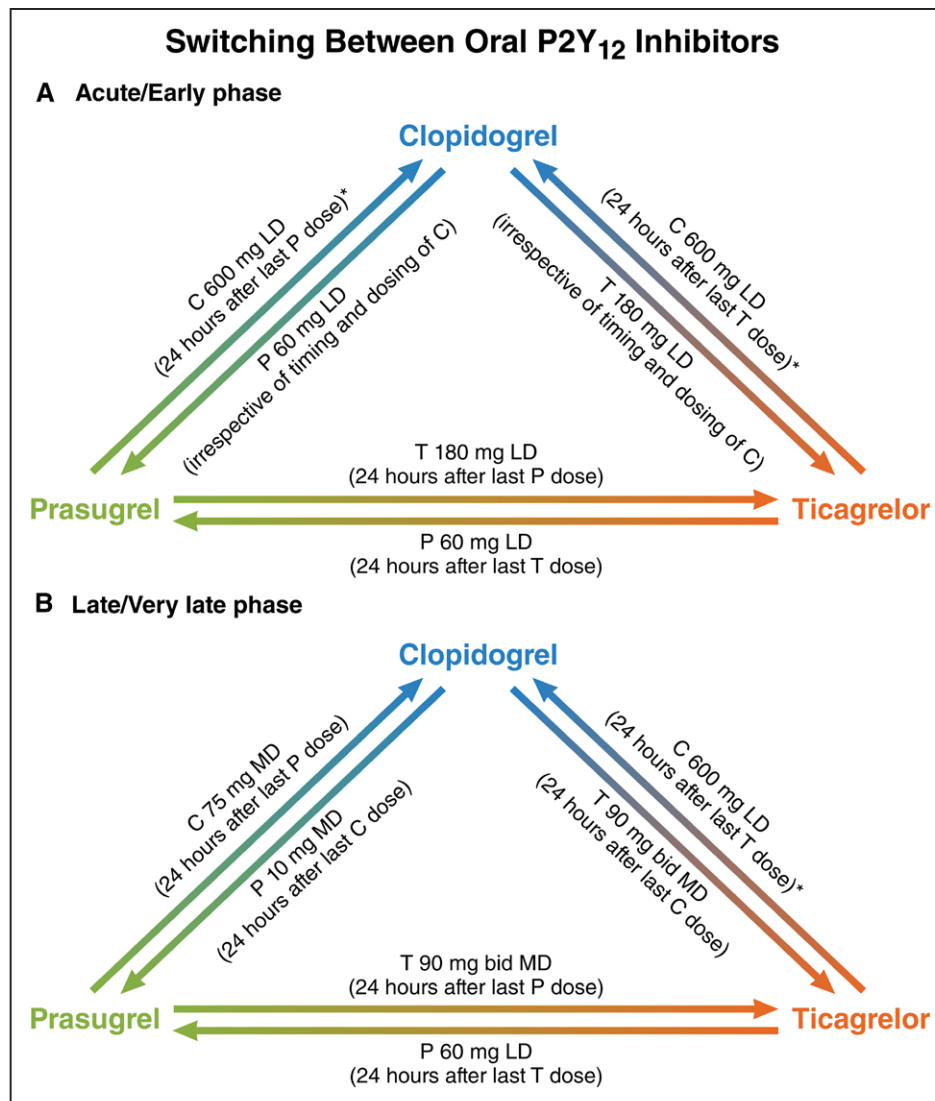 Switching Between Oral P2Y12 Inhibitors
A Acute/Early phase
Clopidogrel
C 600 mg LD
(24 hours after last P dose)*
P 60 mg LD
(irrespective of timing and dosing of C)
C 600 mg LD
(24 hours after last T dose)*
T 180 mg LD
(irrespective of timing and dosing of C)
T 180 mg LD
(24 hours after last P dose)
Prasugrel
Ticagrelor
P 60 mg LD
(24 hours after last T dose)
B Late/Very late phase
Clopidogrel
C 75 mg MD
(24 hours after last P dose)
P 10 mg MD
(24 hours after last C dose)
C 600 mg LD
(24 hours after last T dose)*
T 90 mg bid MD
(24 hours after last C dose)
T 90 mg bid MD
(24 hours after last P dose)
Prasugrel
Ticagrelor
P 60 mg LD
(24 hours after last T dose)